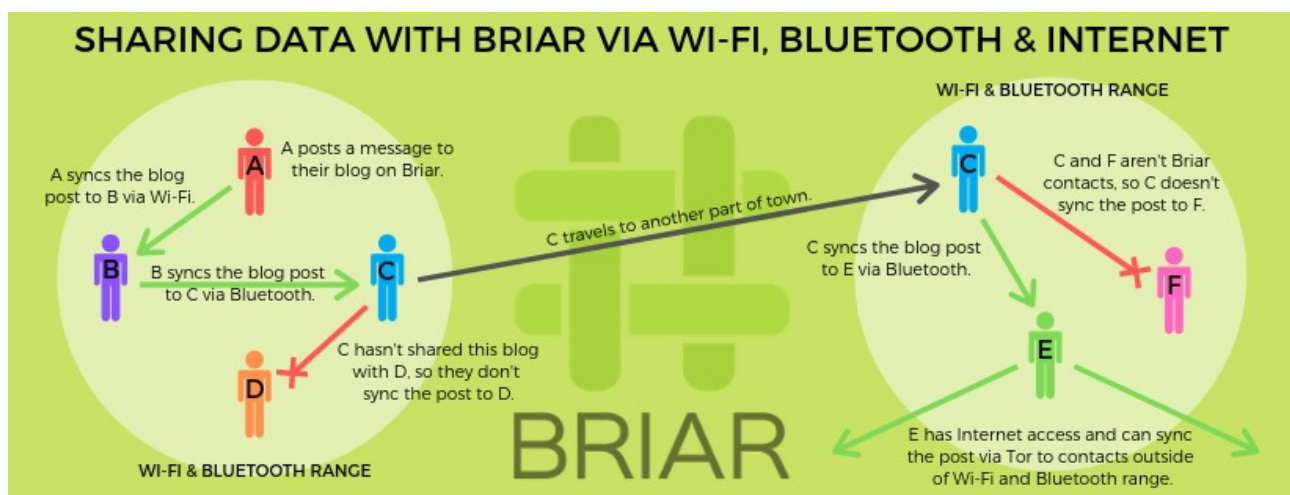 SHARING DATA WITH BRIAR VIA WI-FI, BLUETOOTH & INTERNET
A
A posts a message to
their blog on Briar.
A syncs the blog
post to B via Wi-Fi.
B
B syncs the blog post
to C via Bluetooth.
C
C hasn't shared this blog
with D, so they don't
sync the post to D.
D
WI-FI & BLUETOOTH RANGE
C travels to another part of town.
BRIAR
WI-FI & BLUETOOTH RANGE
C
C and F aren't Briar
contacts, so C doesn't
sync the post to F.
F
C syncs the blog post
to E via Bluetooth.
E
E has Internet access and can sync
the post via Tor to contacts outside
of Wi-Fi and Bluetooth range.